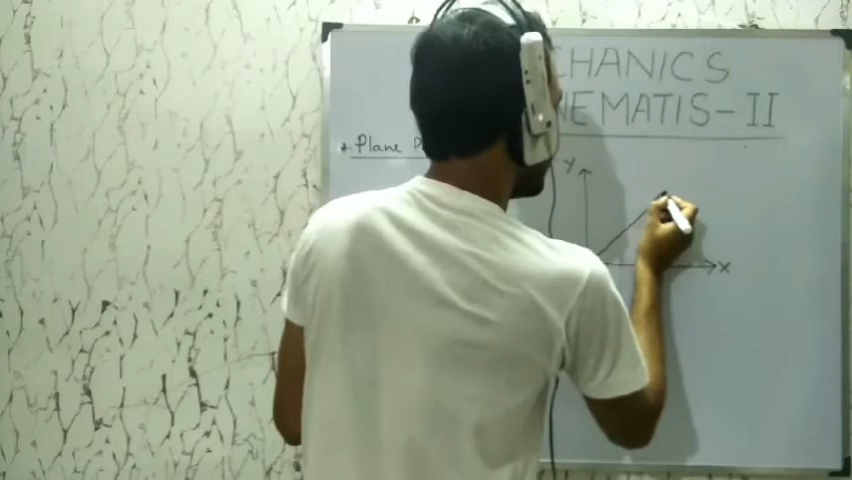 CHANICS
NEMATIS-II
+ Plane P
Y
X